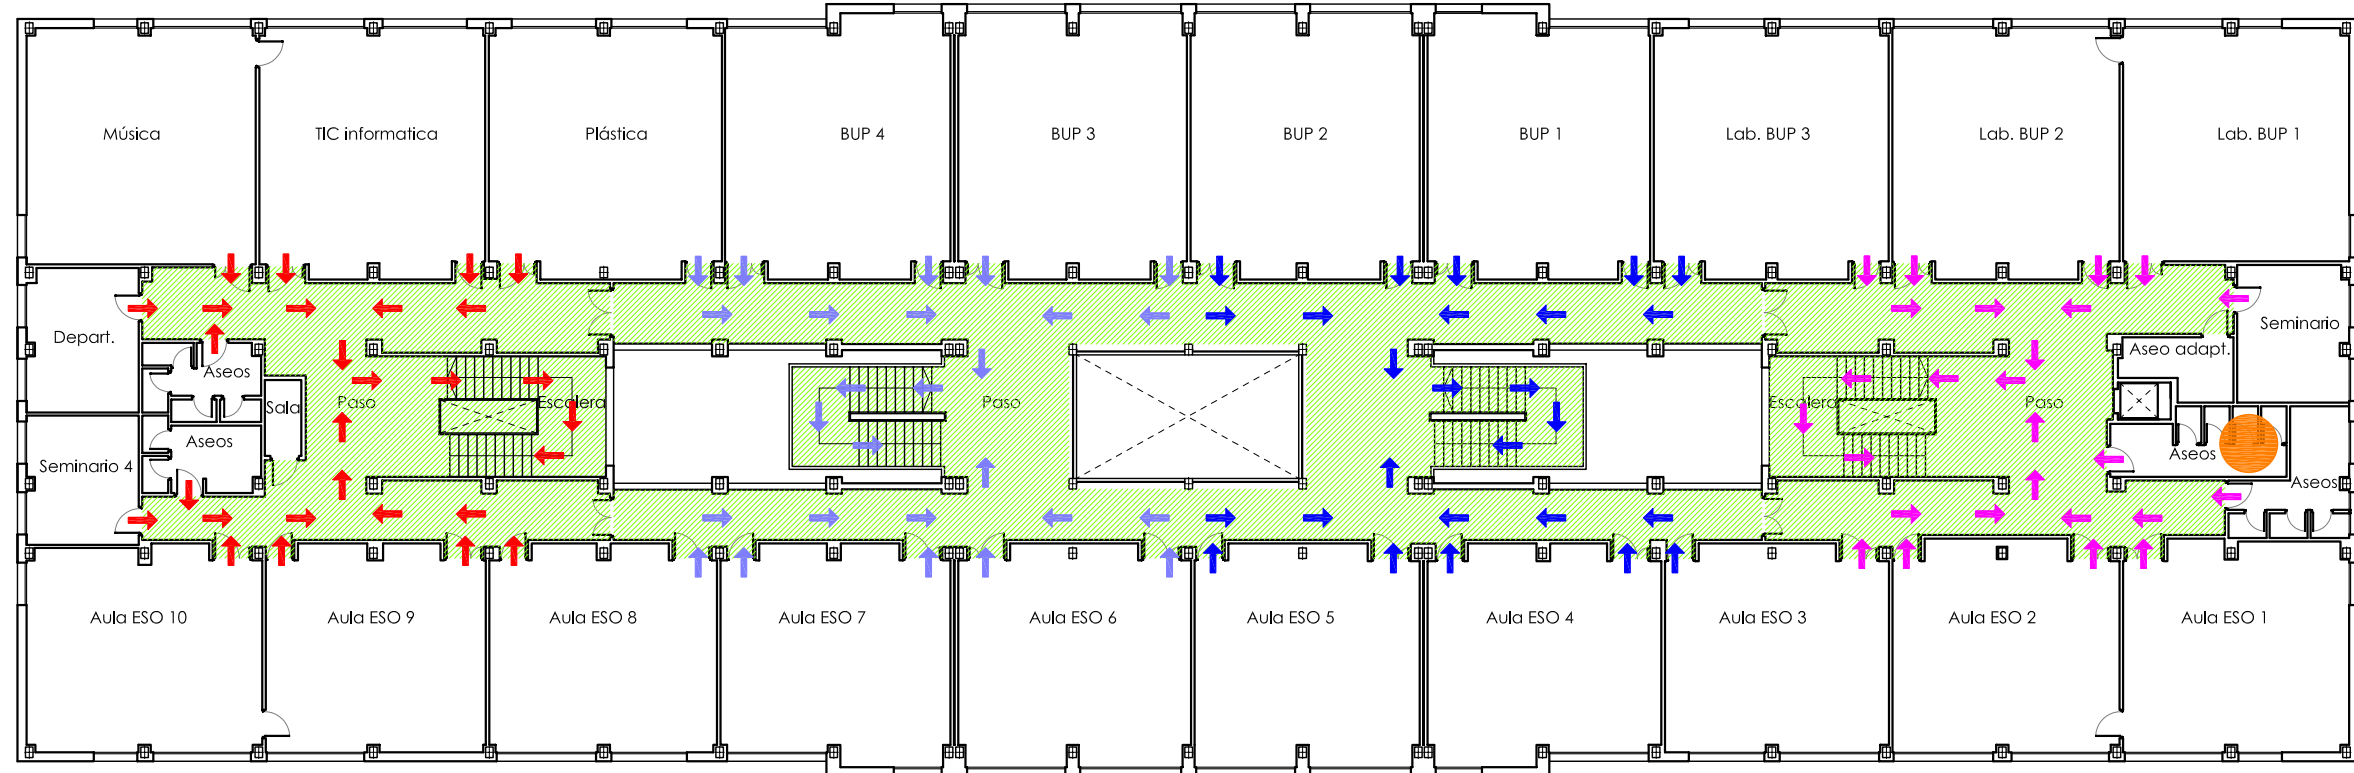 Música
TIC informatica
Plástica
BUP 4
BUP 3
BUP 2
BUP 1
Lab. BUP 3
Lab. BUP 2
Lab. BUP 1
Depart.
Seminario
Aseo adapt.
Aseos
Sala
Paso
Escalera
Paso
Escalera
Paso
Aseos
Seminario 4
Aseos
Aseos
Aula ESO 10
Aula ESO 9
Aula ESO 8
Aula ESO 7
Aula ESO 6
Aula ESO 5
Aula ESO 4
Aula ESO 3
Aula ESO 2
Aula ESO 1